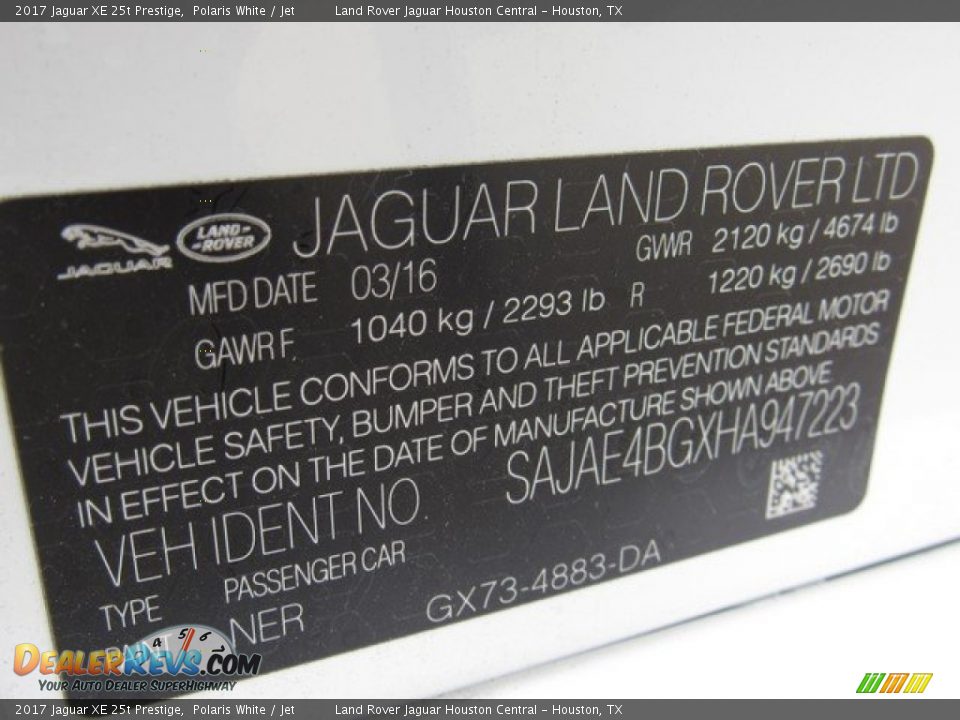 2017 Jaguar XE 25t Prestige, Polaris White / Jet Land Rover Jaguar Houston Central - Houston, TX
JAGUAR LAND-ROVER JAGUAR LAND ROVER LTD
MFD DATE 03/16 GWWR 2120 kg / 4674 lb
GAWR F. 1040 kg / 2293 lb R 1220 kg / 2690 lb
THIS VEHICLE CONFORMS TO ALL APPLICABLE FEDERAL MOTOR
VEHICLE SAFETY, BUMPER AND THEFT PREVENTION STANDARDS
IN EFFECT ON THE DATE OF MANUFACTURE SHOWN ABOVE
VEH IDENT NO. SAJAE4BGXHA947223
TYPE PASSENGER CAR
PAINT NER GX73-4883-DA
4 5 6
DEALERREVS.COM
YOUR AUTO DEALER SUPERHIGHWAY
2017 Jaguar XE 25t Prestige, Polaris White / Jet Land Rover Jaguar Houston Central - Houston, TX